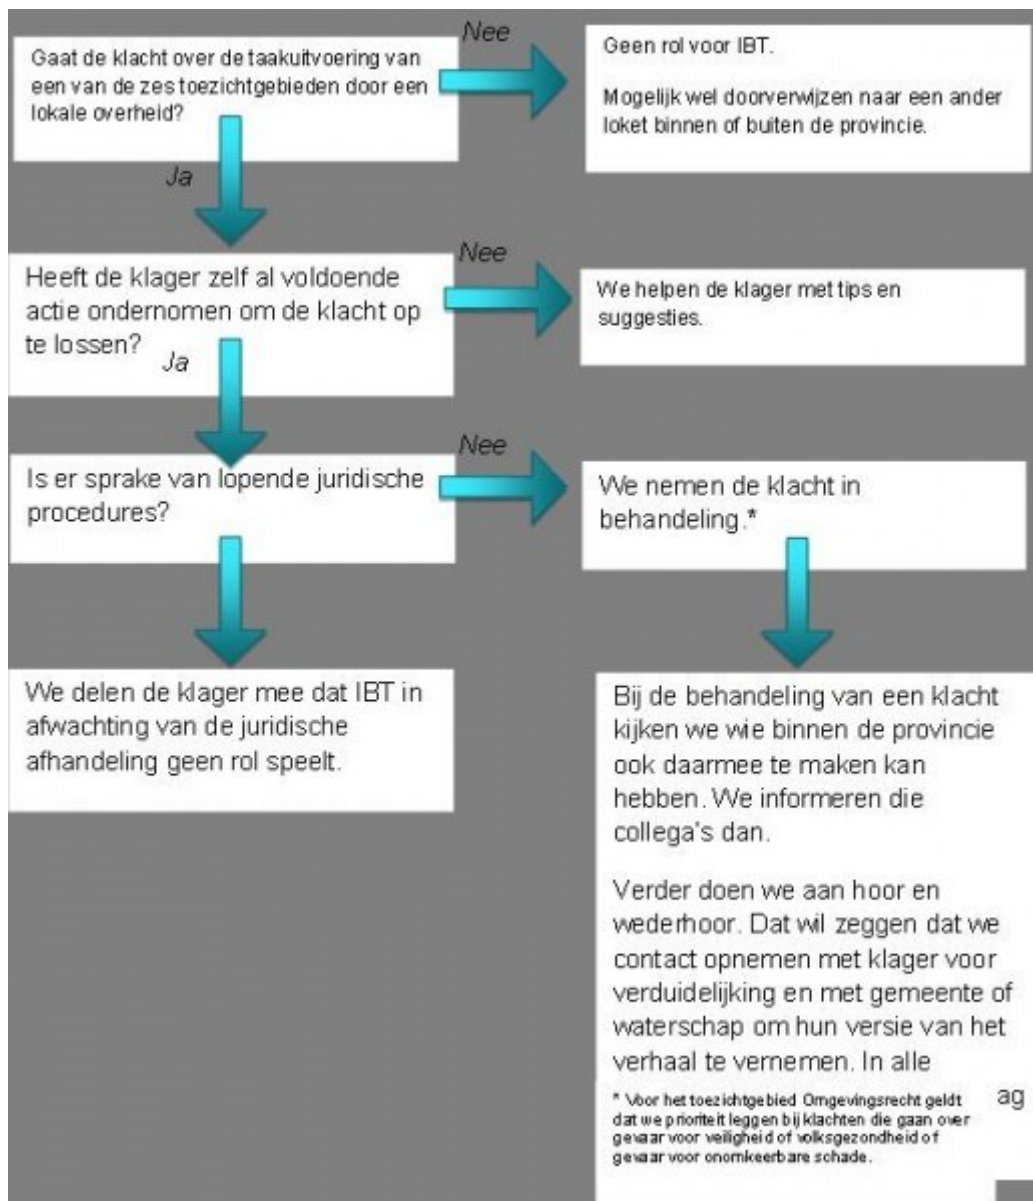 Gaat de klacht over de taakuitvoering van
een van de zes toezichtgebieden door een
lokale overheid?
Nee
Geen rol voor IBT.
Mogelijk wel doorverwijzen naar een ander
loket binnen of buiten de provincie.
Ja
Heeft de klager zelf al voldoende
actie ondernomen om de klacht op
te lossen?
Nee
We helpen de klager met tips en
suggesties.
Ja
Is er sprake van lopende juridische
procedures?
Nee
We nemen de klacht in
behandeling.*
We delen de klager mee dat IBT in
afwachting van de juridische
afhandeling geen rol speelt.
Bij de behandeling van een klacht
kijken we wie binnen de provincie
ook daarmee te maken kan
hebben. We informeren die
collega's dan.
Verder doen we aan hoor en
wederhoor. Dat wil zeggen dat we
contact opnemen met klager voor
verduidelijking en met gemeente of
waterschap om hun versie van het
verhaal te vernemen. In alle
ag
* Voor het toezichtgebied Omgevingsrecht geldt
dat we prioriteit leggen bij klachten die gaan over
gevaar voor veiligheid of volksgezondheid of
gevaar voor onomkeerbare schade.